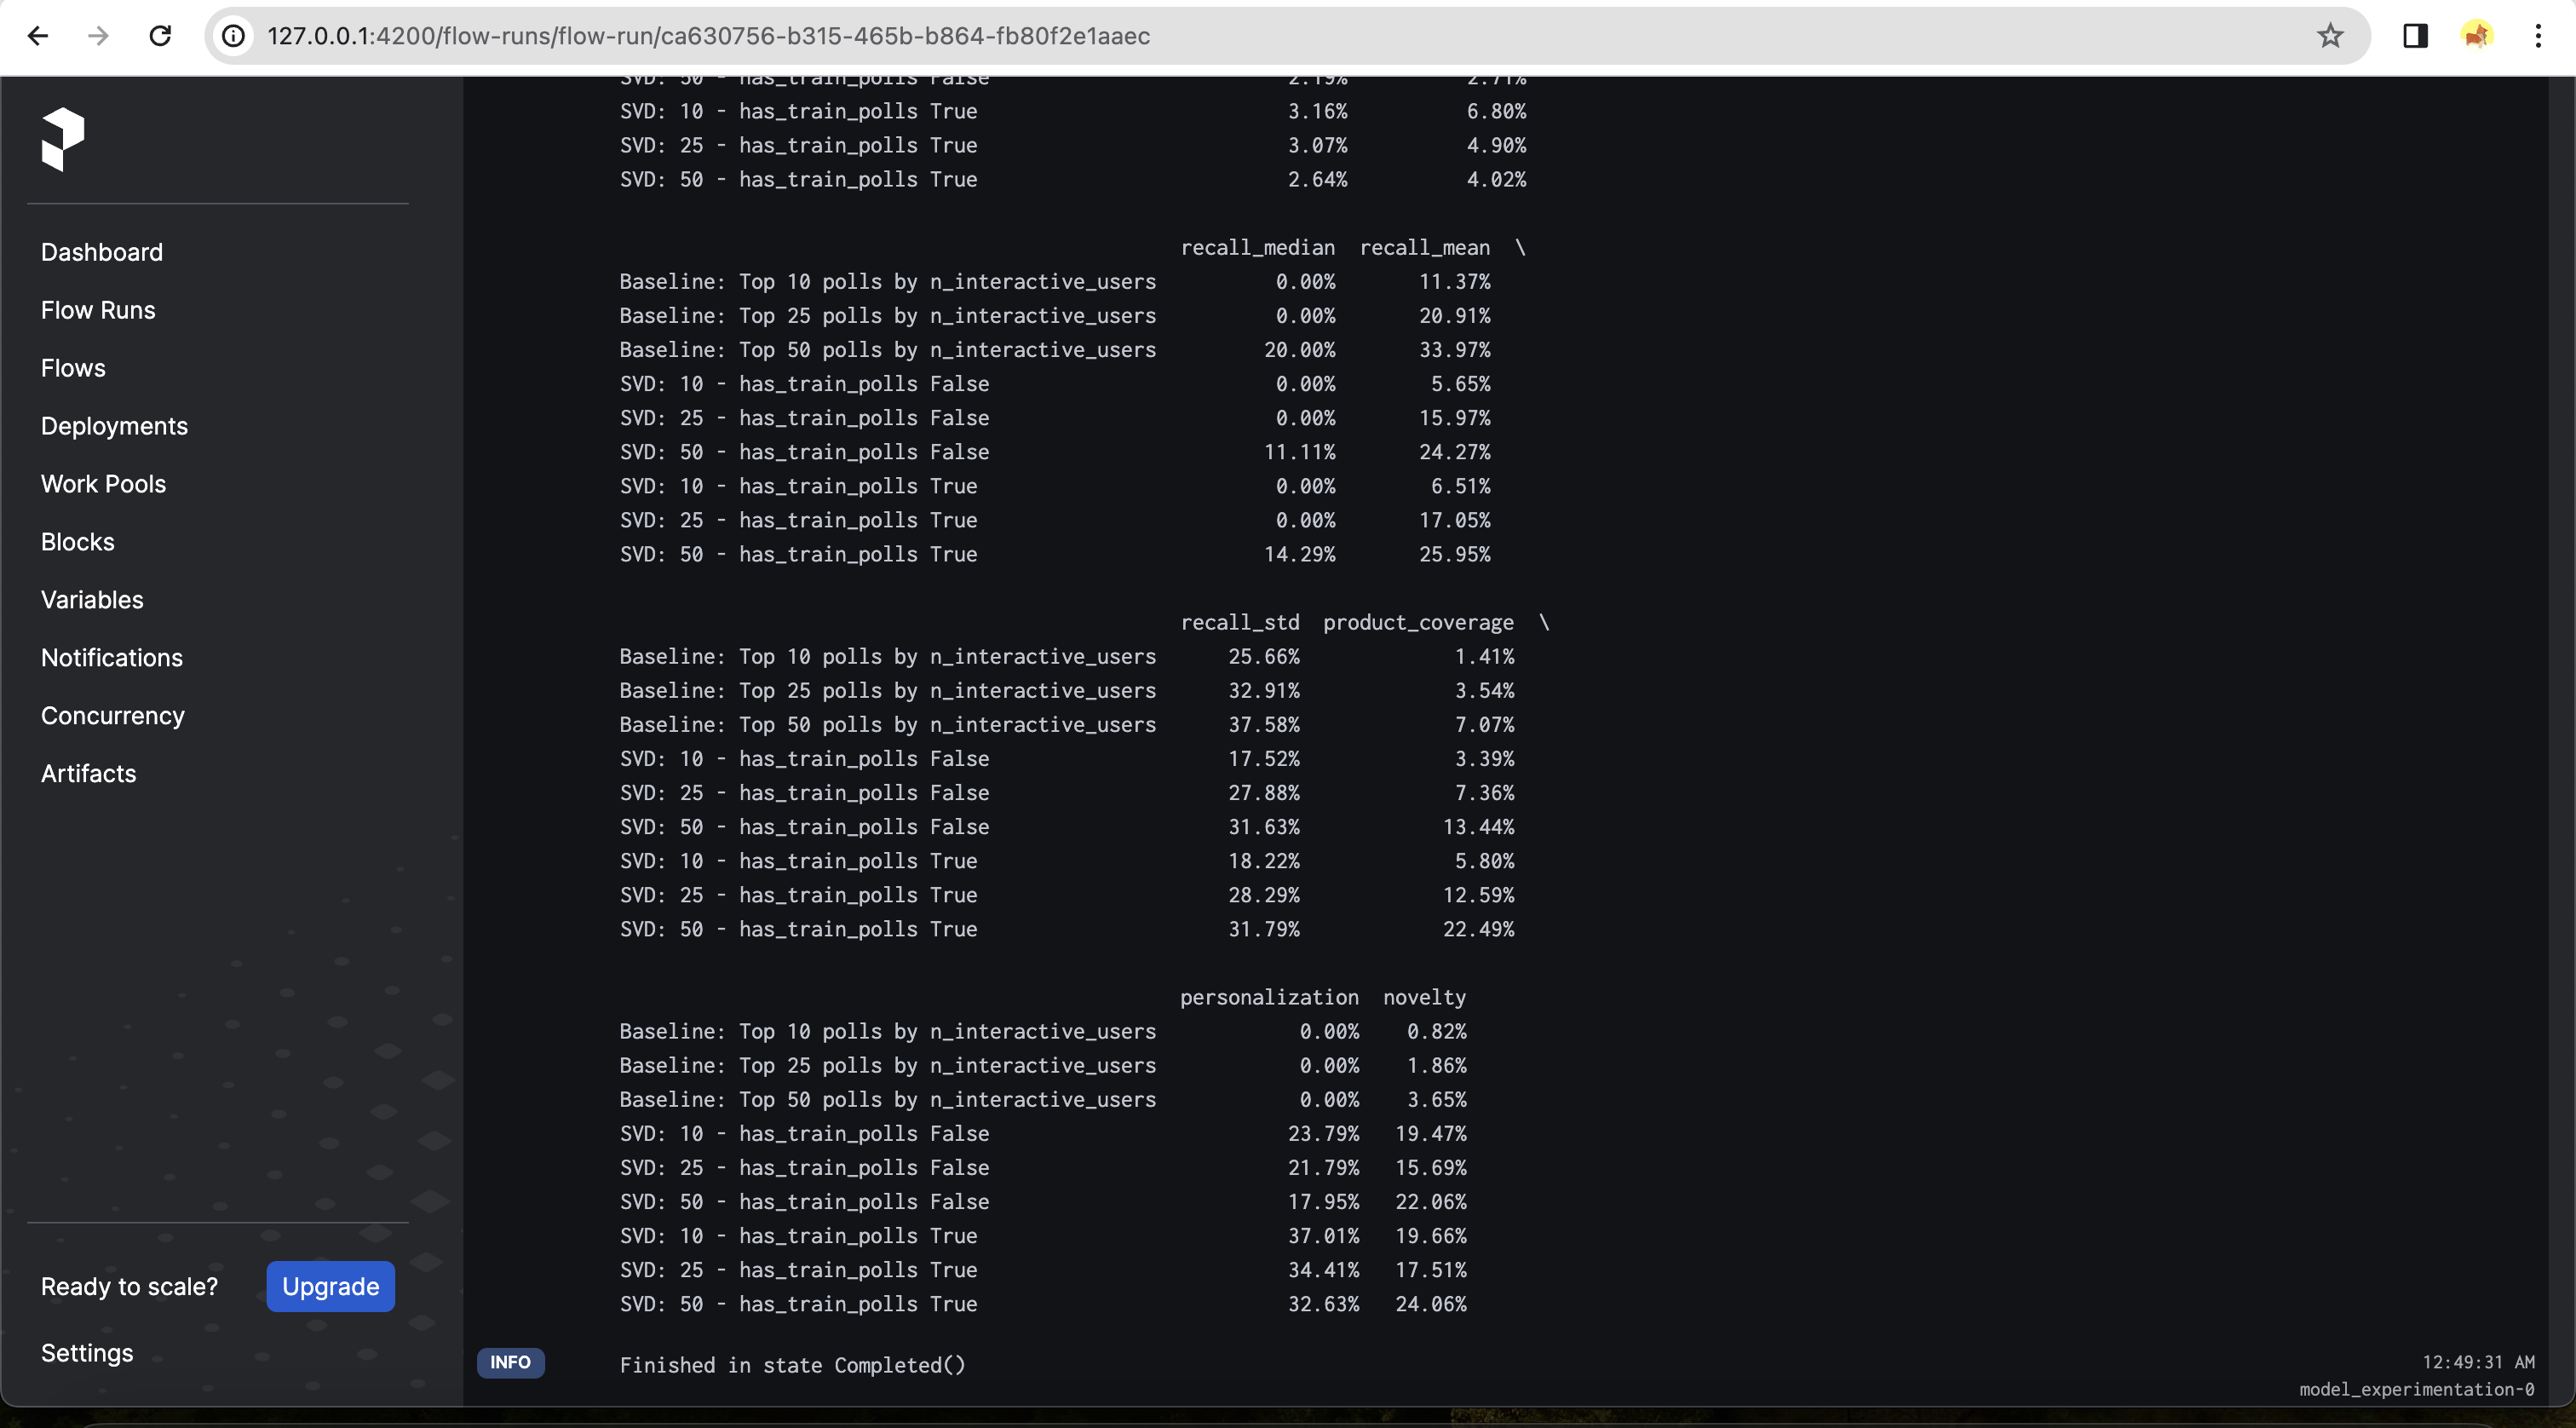 127.0.0.1:4200/flow-runs/flow-run/ca630756-b315-465b-b864-fb80f2e1aaec
Dashboard
Flow Runs
Flows
Deployments
Work Pools
Blocks
Variables
Notifications
Concurrency
Artifacts
Ready to scale? Upgrade
Settings
SVD: 50 - has_train_polls False 2.19% 2.71%
SVD: 10 - has_train_polls True 3.16% 6.80%
SVD: 25 - has_train_polls True 3.07% 4.90%
SVD: 50 - has_train_polls True 2.64% 4.02%
recall_median recall_mean \
Baseline: Top 10 polls by n_interactive_users 0.00% 11.37%
Baseline: Top 25 polls by n_interactive_users 0.00% 20.91%
Baseline: Top 50 polls by n_interactive_users 20.00% 33.97%
SVD: 10 - has_train_polls False 0.00% 5.65%
SVD: 25 - has_train_polls False 0.00% 15.97%
SVD: 50 - has_train_polls False 11.11% 24.27%
SVD: 10 - has_train_polls True 0.00% 6.51%
SVD: 25 - has_train_polls True 0.00% 17.05%
SVD: 50 - has_train_polls True 14.29% 25.95%
recall_std product_coverage \
Baseline: Top 10 polls by n_interactive_users 25.66% 1.41%
Baseline: Top 25 polls by n_interactive_users 32.91% 3.54%
Baseline: Top 50 polls by n_interactive_users 37.58% 7.07%
SVD: 10 - has_train_polls False 17.52% 3.39%
SVD: 25 - has_train_polls False 27.88% 7.36%
SVD: 50 - has_train_polls False 31.63% 13.44%
SVD: 10 - has_train_polls True 18.22% 5.80%
SVD: 25 - has_train_polls True 28.29% 12.59%
SVD: 50 - has_train_polls True 31.79% 22.49%
personalization novelty
Baseline: Top 10 polls by n_interactive_users 0.00% 0.82%
Baseline: Top 25 polls by n_interactive_users 0.00% 1.86%
Baseline: Top 50 polls by n_interactive_users 0.00% 3.65%
SVD: 10 - has_train_polls False 23.79% 19.47%
SVD: 25 - has_train_polls False 21.79% 15.69%
SVD: 50 - has_train_polls False 17.95% 22.06%
SVD: 10 - has_train_polls True 37.01% 19.66%
SVD: 25 - has_train_polls True 34.41% 17.51%
SVD: 50 - has_train_polls True 32.63% 24.06%
INFO Finished in state Completed() 12:49:31 AM
model_experimentation-0